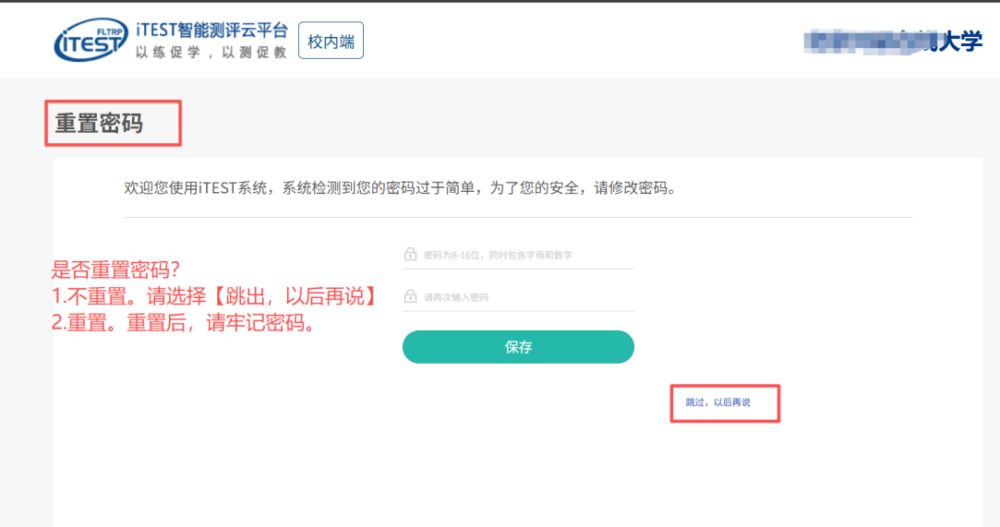 FLTRP
iTEST
iTEST智能测评云平台
以练促学，以测促教
校内端
大学
重置密码
欢迎您使用iTEST系统，系统检测到您的密码过于简单，为了您的安全，请修改密码。
密码为8-16位，同时包含字母和数字
是否重置密码？
1.不重置。请选择【跳出，以后再说】
请再次输入密码
2.重置。重置后，请牢记密码。
保存
跳过，以后再说